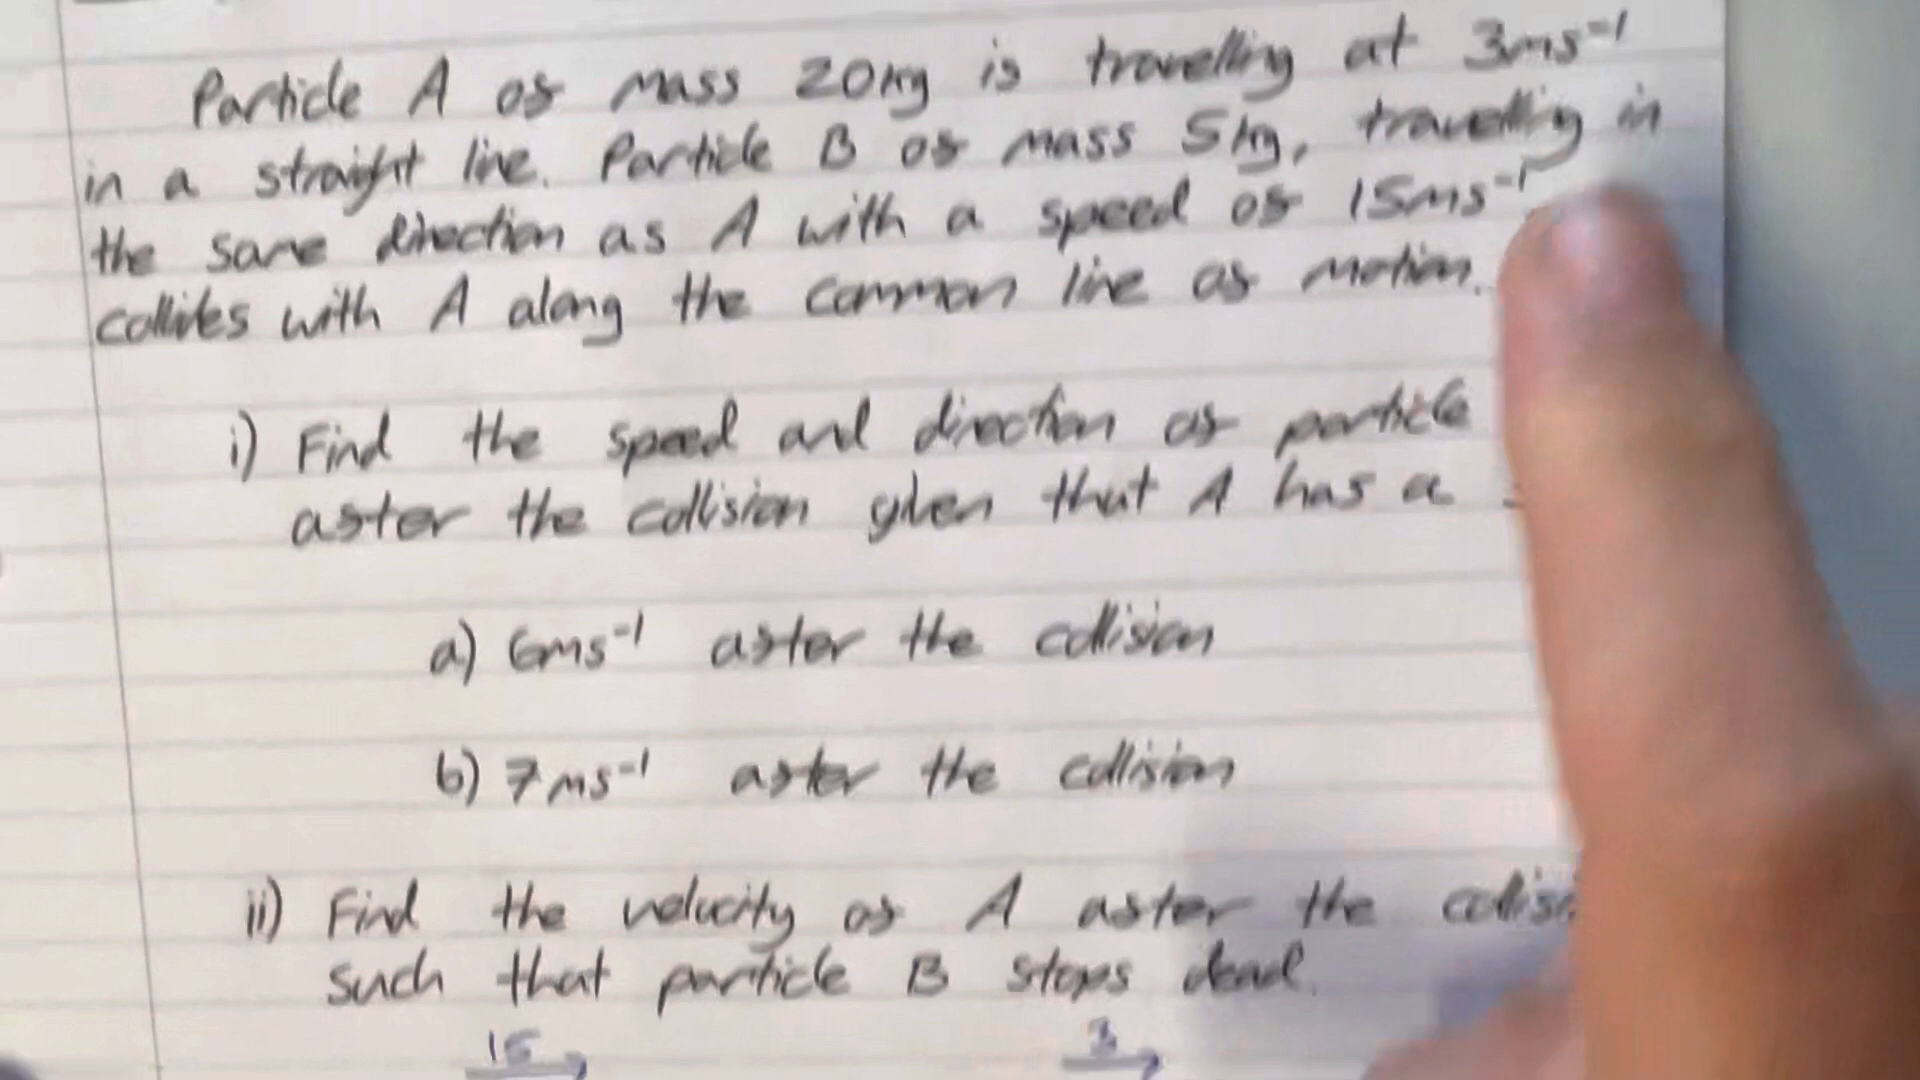 Particle A of mass 20kg is travelling at 3ms⁻¹
in a straight line. Particle B of mass 5kg, travelling in
the same direction as A with a speed of 15ms⁻¹
collides with A along the common line of motion.
i) Find the speed and direction of particle
after the collision given that A has a
a) 6ms⁻¹ after the collision
b) 7ms⁻¹ after the collision
ii) Find the velocity of A after the
such that particle B stops dead.
15 3